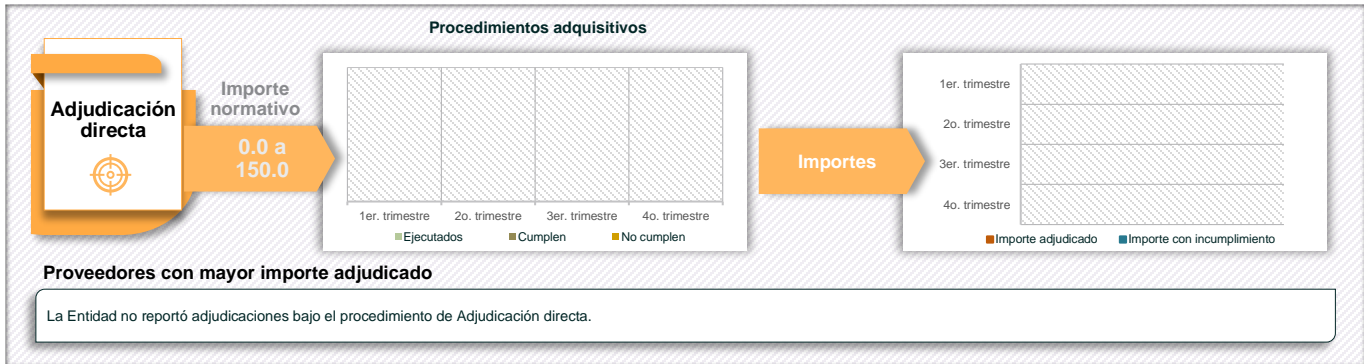 Procedimientos adquisitivos
Adjudicación
directa
Importe
normativo
0.0 a
150.0
1er. trimestre
2o. trimestre
3er. trimestre
4o. trimestre
Ejecutados
Cumplen
No cumplen
Importes
1er. trimestre
2o. trimestre
3er. trimestre
4o. trimestre
Importe adjudicado
Importe con incumplimiento
Proveedores con mayor importe adjudicado
La Entidad no reportó adjudicaciones bajo el procedimiento de Adjudicación directa.